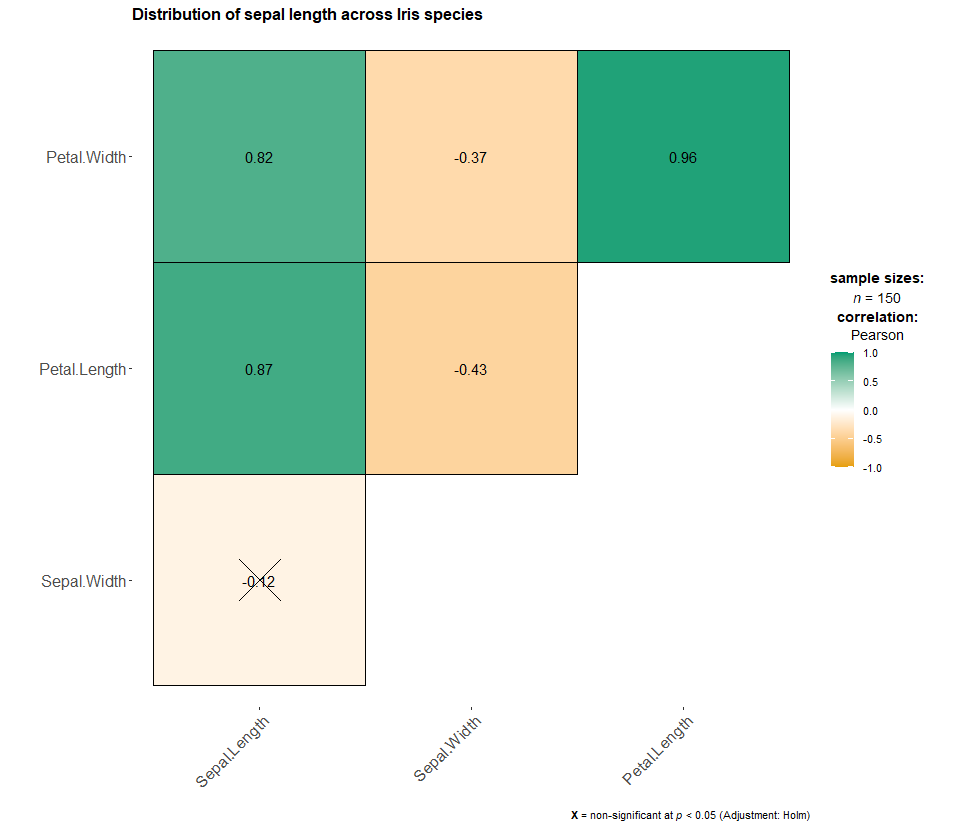 Distribution of sepal length across Iris species
Petal.Width
0.82
-0.37
0.96
Petal.Length
0.87
-0.43
Sepal.Width
-0.12
Sepal.Length
Sepal.Width
Petal.Length
sample sizes:
n = 150
correlation:
Pearson
1.0
0.5
0.0
-0.5
-1.0
X = non-significant at p < 0.05 (Adjustment: Holm)